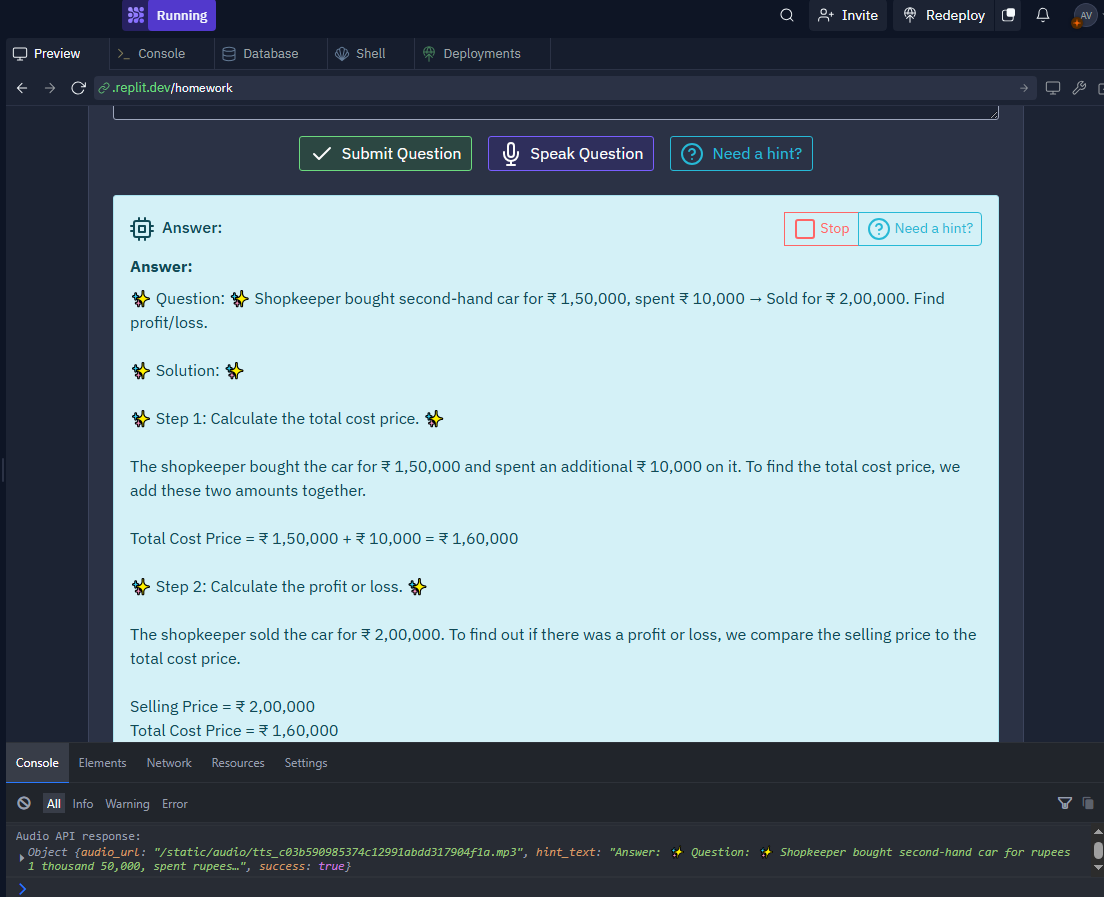 Running
Invite
Redeploy
AV
Preview
Console
Database
Shell
Deployments
.replit.dev/homework
Submit Question
Speak Question
Need a hint?
Answer:
Stop
Need a hint?
Answer:
✨ Question: ✨ Shopkeeper bought second-hand car for ₹ 1,50,000, spent ₹ 10,000 → Sold for ₹ 2,00,000. Find
profit/loss.
✨ Solution: ✨
✨ Step 1: Calculate the total cost price. ✨
The shopkeeper bought the car for ₹ 1,50,000 and spent an additional ₹ 10,000 on it. To find the total cost price, we
add these two amounts together.
Total Cost Price = ₹ 1,50,000 + ₹ 10,000 = ₹ 1,60,000
✨ Step 2: Calculate the profit or loss. ✨
The shopkeeper sold the car for ₹ 2,00,000. To find out if there was a profit or loss, we compare the selling price to the
total cost price.
Selling Price = ₹ 2,00,000
Total Cost Price = ₹ 1,60,000
Console
Elements
Network
Resources
Settings
All
Info
Warning
Error
Audio API response:
Object {audio_url: "/static/audio/tts_c03b590985374c12991abdd317904f1a.mp3", hint_text: "Answer: ✨ Question: ✨ Shopkeeper bought second-hand car for rupees
1 thousand 50,000, spent rupees…", success: true}